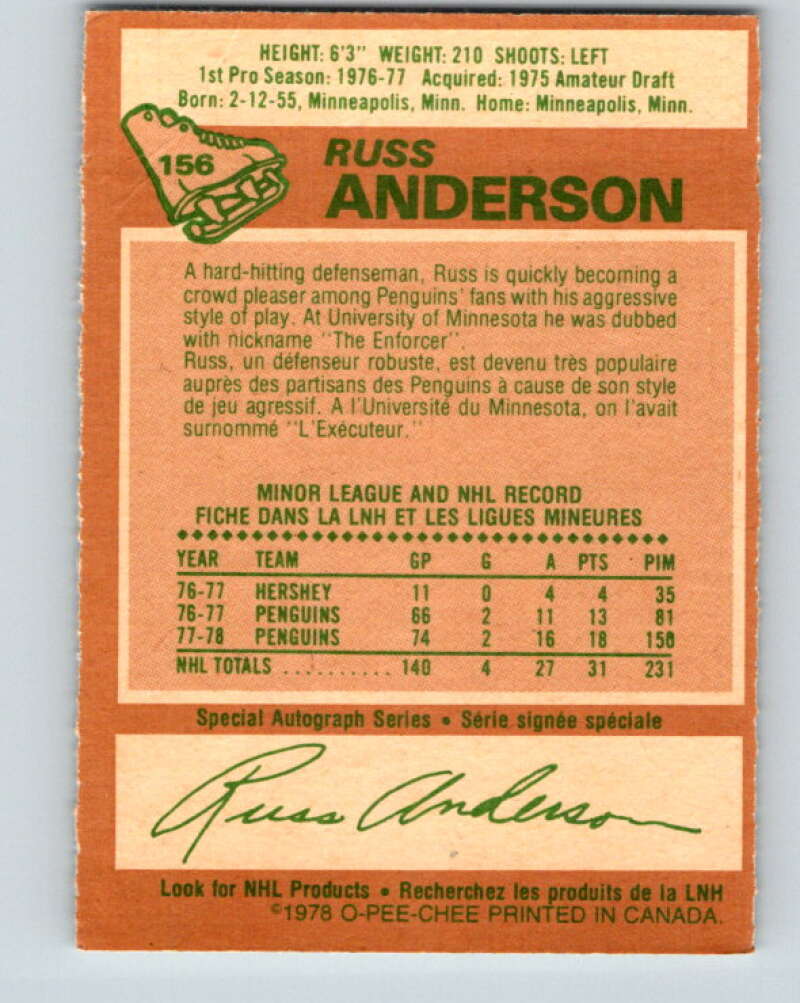 HEIGHT: 6'3" WEIGHT: 210 SHOOTS: LEFT
1st Pro Season: 1976-77 Acquired: 1975 Amateur Draft
Born: 2-12-55, Minneapolis, Minn. Home: Minneapolis, Minn.
156
RUSS
ANDERSON
A hard-hitting defenseman, Russ is quickly becoming a
crowd pleaser among Penguins' fans with his aggressive
style of play. At University of Minnesota he was dubbed
with nickname "The Enforcer".
Russ, un défenseur robuste, est devenu très populaire
auprès des partisans des Penguins à cause de son style
de jeu agressif. A l'Université du Minnesota, on l'avait
surnommé "L'Exécuteur."
MINOR LEAGUE AND NHL RECORD
FICHE DANS LA LNH ET LES LIGUES MINEURES
YEAR TEAM GP G A PTS PIM
76-77 HERSHEY 11 0 4 4 35
76-77 PENGUINS 66 2 11 13 81
77-78 PENGUINS 74 2 16 18 150
NHL TOTALS .......... 140 4 27 31 231
Special Autograph Series • Série signée spéciale
Russ Anderson
Look for NHL Products • Recherchez les produits de la LNH
©1978 O-PEE-CHEE PRINTED IN CANADA.